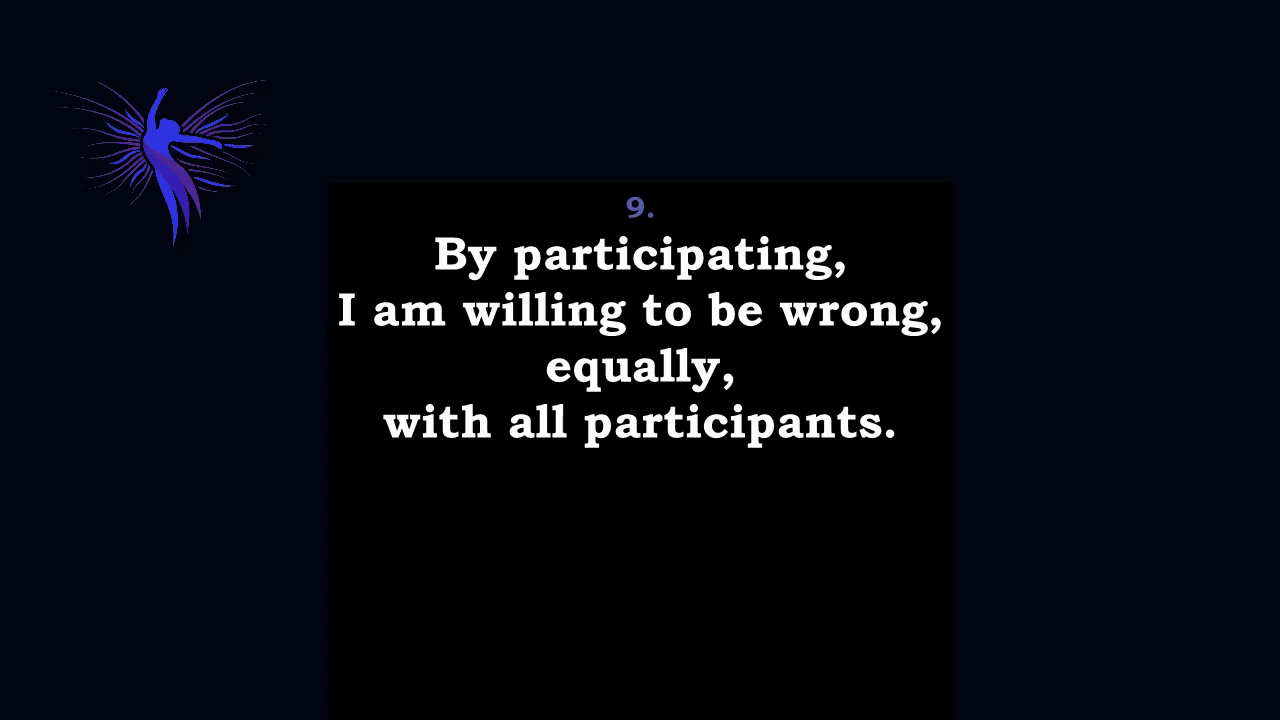 9.
By participating,
I am willing to be wrong,
equally,
with all participants.